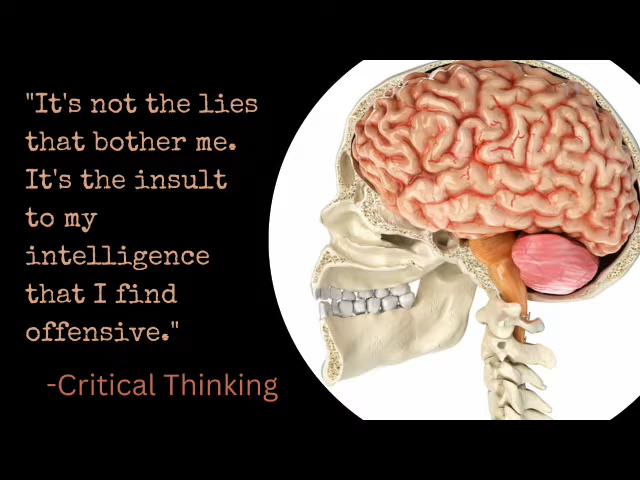 "It's not the lies
that bother me.
It's the insult
to my
intelligence
that I find
offensive."
-Critical Thinking